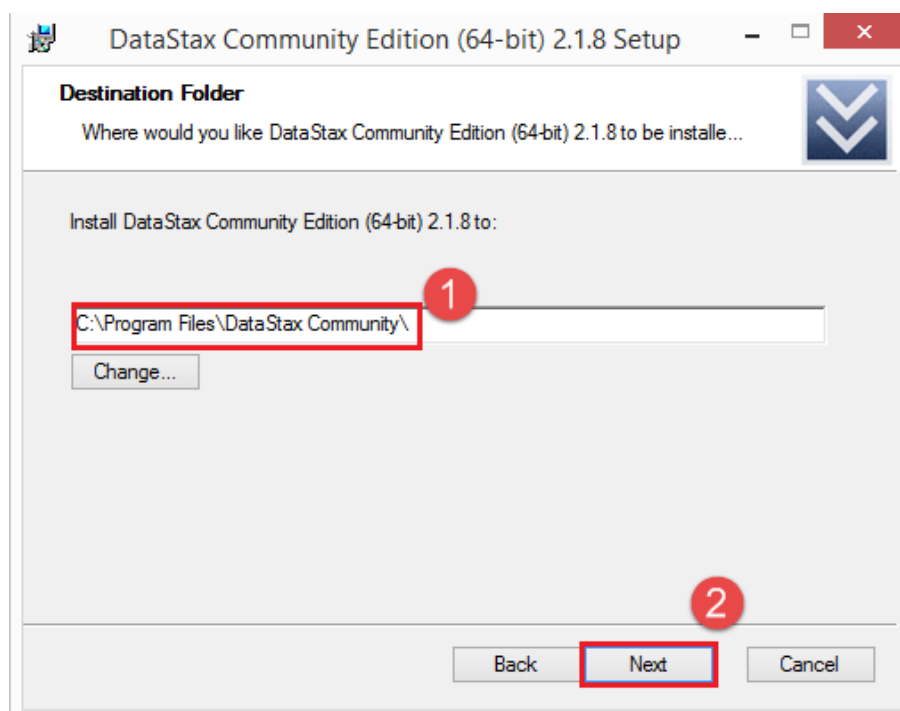 DataStax Community Edition (64-bit) 2.1.8 Setup
Destination Folder
Where would you like DataStax Community Edition (64-bit) 2.1.8 to be installe...
Install DataStax Community Edition (64-bit) 2.1.8 to:
1
C:\Program Files\DataStax Community\
Change...
2
Back Next Cancel